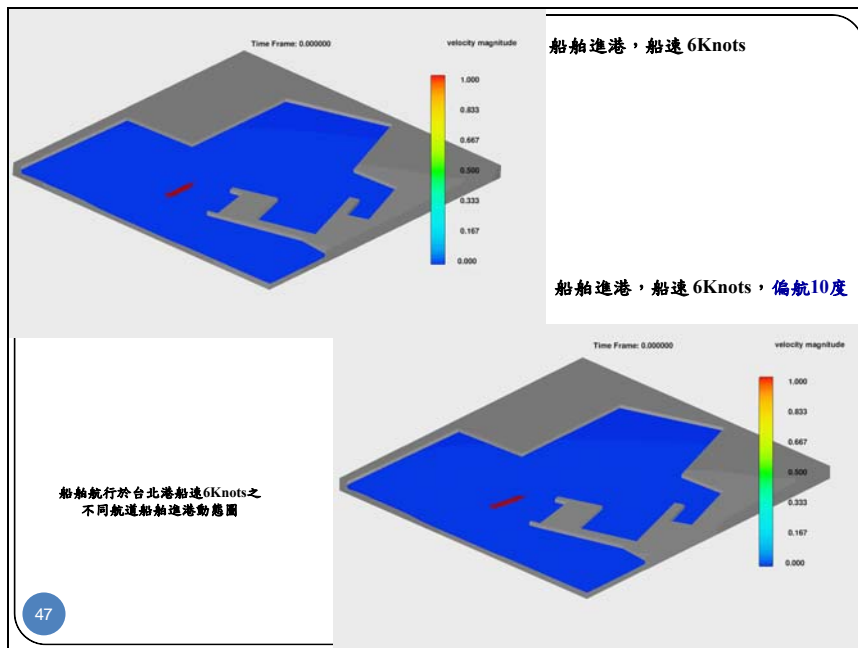 Time Frame: 0.000000
velocity magnitude
1.000
0.833
0.667
0.500
0.333
0.167
0.000
船舶進港，船速 6Knots
船舶進港，船速 6Knots，偏航10度
Time Frame: 0.000000
velocity magnitude
1.000
0.833
0.667
0.500
0.333
0.167
0.000
船舶航行於台北港船速6Knots之
不同航道船舶進港動態圖
47